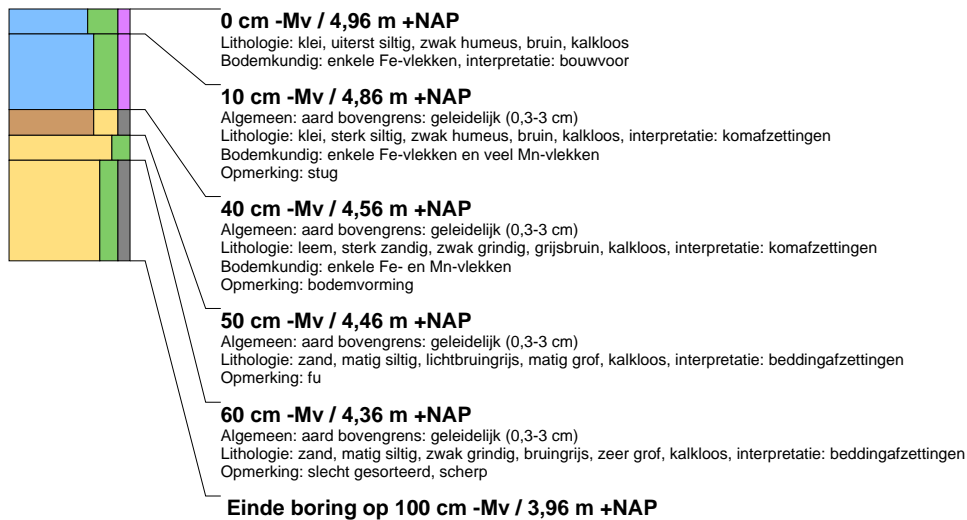 0 cm -Mv / 4,96 m +NAP
Lithologie: klei, uiterst siltig, zwak humeus, bruin, kalkloos
Bodemkundig: enkele Fe-vlekken, interpretatie: bouwvoor
10 cm -Mv / 4,86 m +NAP
Algemeen: aard bovengrens: geleidelijk (0,3-3 cm)
Lithologie: klei, sterk siltig, zwak humeus, bruin, kalkloos, interpretatie: komafzettingen
Bodemkundig: enkele Fe-vlekken en veel Mn-vlekken
Opmerking: stug
40 cm -Mv / 4,56 m +NAP
Algemeen: aard bovengrens: geleidelijk (0,3-3 cm)
Lithologie: leem, sterk zandig, zwak grindig, grijsbruin, kalkloos, interpretatie: komafzettingen
Bodemkundig: enkele Fe- en Mn-vlekken
Opmerking: bodemvorming
50 cm -Mv / 4,46 m +NAP
Algemeen: aard bovengrens: geleidelijk (0,3-3 cm)
Lithologie: zand, matig siltig, lichtbruingrijs, matig grof, kalkloos, interpretatie: beddingafzettingen
Opmerking: fu
60 cm -Mv / 4,36 m +NAP
Algemeen: aard bovengrens: geleidelijk (0,3-3 cm)
Lithologie: zand, matig siltig, zwak grindig, bruingrijs, zeer grof, kalkloos, interpretatie: beddingafzettingen
Opmerking: slecht gesorteerd, scherp
Einde boring op 100 cm -Mv / 3,96 m +NAP